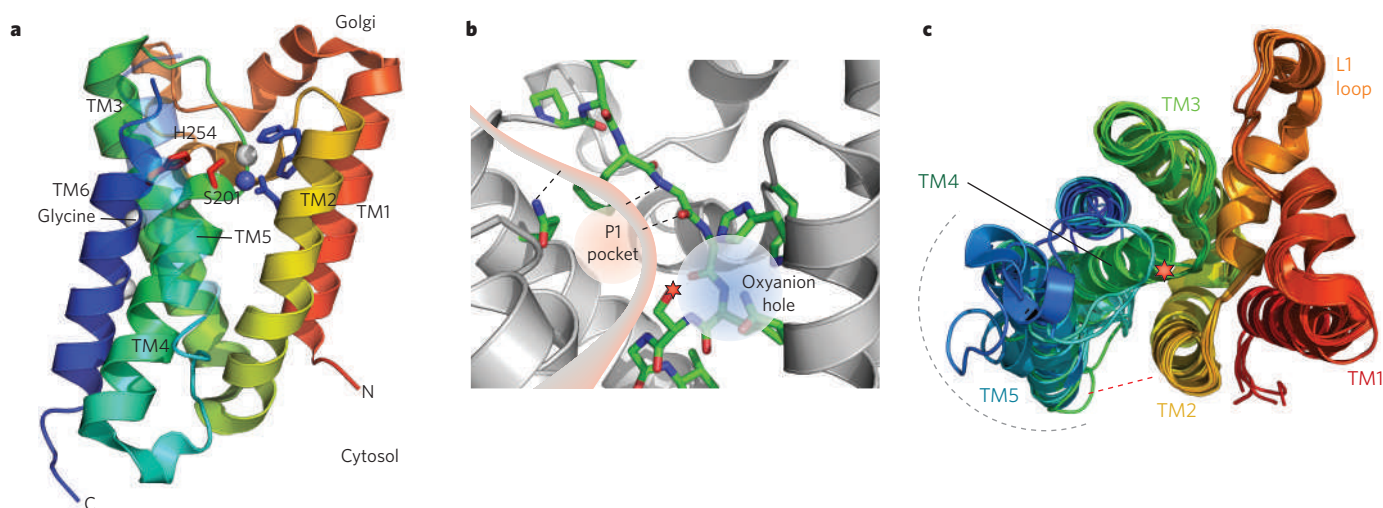 a
Golgi
TM3
H254
TM6
S201
TM2
TM1
Glycine
TM5
TM4
N
Cytosol
C
b
P1
pocket
Oxyanion
hole
c
L1
loop
TM3
TM4
TM5
TM2
TM1